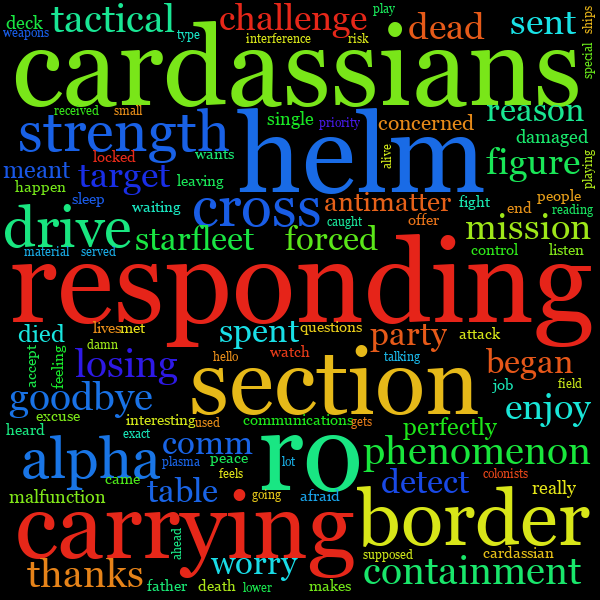 deck tactical type challenge play dead sent ships
weapons interference risk special
cardassians
received small single priority concerned reason
strength helm damaged
locked wants alive playing
meant target leaving figure
happen sleep waiting cross antimatter fight end people
caught offer reading
drive starfleet forced mission
material served control listen
responding
died lives met spent questions party attack
damn
accept feeling losing hello watch talking began
section job field
goodbye enjoy
excuse interesting used communications gets perfectly
heard exact comm peace ro
alpha plasma lot phenomenon
came feels detect colonists
malfunction table going afraid border really
carrying
ahead supposed cardassian
thanks worry containment
father death lower makes